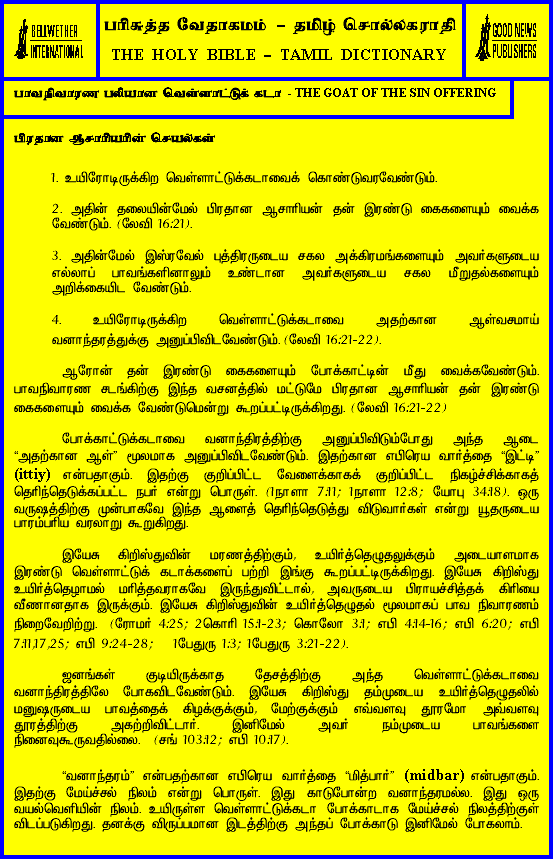 BELLWETHER
INTERNATIONAL
பரிசுத்த வேதாகமம் – தமிழ் சொல்லகராதி
THE HOLY BIBLE – TAMIL DICTIONARY
GOOD NEWS
PUBLISHERS
பாவநிவாரண பலியான வெள்ளாட்டுக் கடா - THE GOAT OF THE SIN OFFERING
பிரதான ஆசாரியரின் செயல்கள்
1. உயிரோடிருக்கிற வெள்ளாட்டுக்கடாவைக் கொண்டுவரவேண்டும்.
2. அதின் தலையின்மேல் பிரதான ஆசாரியன் தன் இரண்டு கைகளையும் வைக்க
வேண்டும். (லேவி 16:21).
3. அதின்மேல் இஸ்ரவேல் புத்திரருடைய சகல அக்கிரமங்களையும் அவர்களுடைய
எல்லாப் பாவங்களினாலும் உண்டான அவர்களுடைய சகல மீறுதல்களையும்
அறிக்கையிட வேண்டும்.
4. உயிரோடிருக்கிற வெள்ளாட்டுக்கடாவை அதற்கான ஆள்வசமாய்
வனாந்தரத்துக்கு அனுப்பிவிடவேண்டும். (லேவி 16:21-22).
ஆரோன் தன் இரண்டு கைகளையும் போக்காட்டின் மீது வைக்கவேண்டும்.
பாவநிவாரண சடங்கிற்கு இந்த வசனத்தில் மட்டுமே பிரதான ஆசாரியன் தன் இரண்டு
கைகளையும் வைக்க வேண்டுமென்று கூறப்பட்டிருக்கிறது. (லேவி 16:21-22)
போக்காட்டுக்கடாவை வனாந்திரத்திற்கு அனுப்பிவிடும்போது அந்த ஆடை
“அதற்கான ஆள்” மூலமாக அனுப்பிவிடவேண்டும். இதற்கான எபிரெய வார்த்தை “இட்டி”
(ittiy) என்பதாகும். இதற்கு குறிப்பிட்ட வேளைக்காகக் குறிப்பிட்ட நிகழ்ச்சிக்காகத்
தெரிந்தெடுக்கப்பட்ட நபர் என்று பொருள். (1நாளா 7:11; 1நாளா 12:8; யோபு 34:18). ஒரு
வருஷத்திற்கு முன்பாகவே இந்த ஆளைத் தெரிந்தெடுத்து விடுவார்கள் என்று யூதருடைய
பாரம்பரிய வரலாறு கூறுகிறது.
இயேசு கிறிஸ்துவின் மரணத்திற்கும், உயிர்த்தெழுதலுக்கும் அடையாளமாக
இரண்டு வெள்ளாட்டுக் கடாக்களைப் பற்றி இங்கு கூறப்பட்டிருக்கிறது. இயேசு கிறிஸ்து
உயிர்த்தெழாமல் மரித்தவராகவே இருந்துவிட்டால், அவருடைய பிராயச்சித்தக் கிரியை
வீணானதாக இருக்கும். இயேசு கிறிஸ்துவின் உயிர்த்தெழுதல் மூலமாகப் பாவ நிவாரணம்
நிறைவேறிற்று. (ரோமர் 4:25; 2கொரி 15:1-23; கொலோ 3:1; எபி 4:14-16; எபி 6:20; எபி
7:11,17,25; எபி 9:24-28; 1பேதுரு 1:3; 1பேதுரு 3:21-22).
ஜனங்கள் குடியிருக்காத தேசத்திற்கு அந்த வெள்ளாட்டுக்கடாவை
வனாந்திரத்திலே போகவிடவேண்டும். இயேசு கிறிஸ்து தம்முடைய உயிர்த்தெழுதலில்
மனுஷருடைய பாவத்தைக் கிழக்குக்கும், மேற்குக்கும் எவ்வளவு தூரமோ அவ்வளவு
தூரத்திற்கு அகற்றிவிட்டார். இனிமேல் அவர் நம்முடைய பாவங்களை
நினைவுகூருவதில்லை. (சங் 103:12; எபி 10:17).
“வனாந்தரம்” என்பதற்கான எபிரெய வார்த்தை “மித்பார்” (midbar) என்பதாகும்.
இதற்கு மேய்ச்சல் நிலம் என்று பொருள். இது காடுபோன்ற வனாந்தரமல்ல. இது ஒரு
வயல்வெளியின் நிலம். உயிருள்ள வெள்ளாட்டுக்கடா போக்காடாக மேய்ச்சல் நிலத்திற்குள்
விடப்படுகிறது. தனக்கு விருப்பமான இடத்திற்கு அந்தப் போக்காடு இனிமேல் போகலாம்.